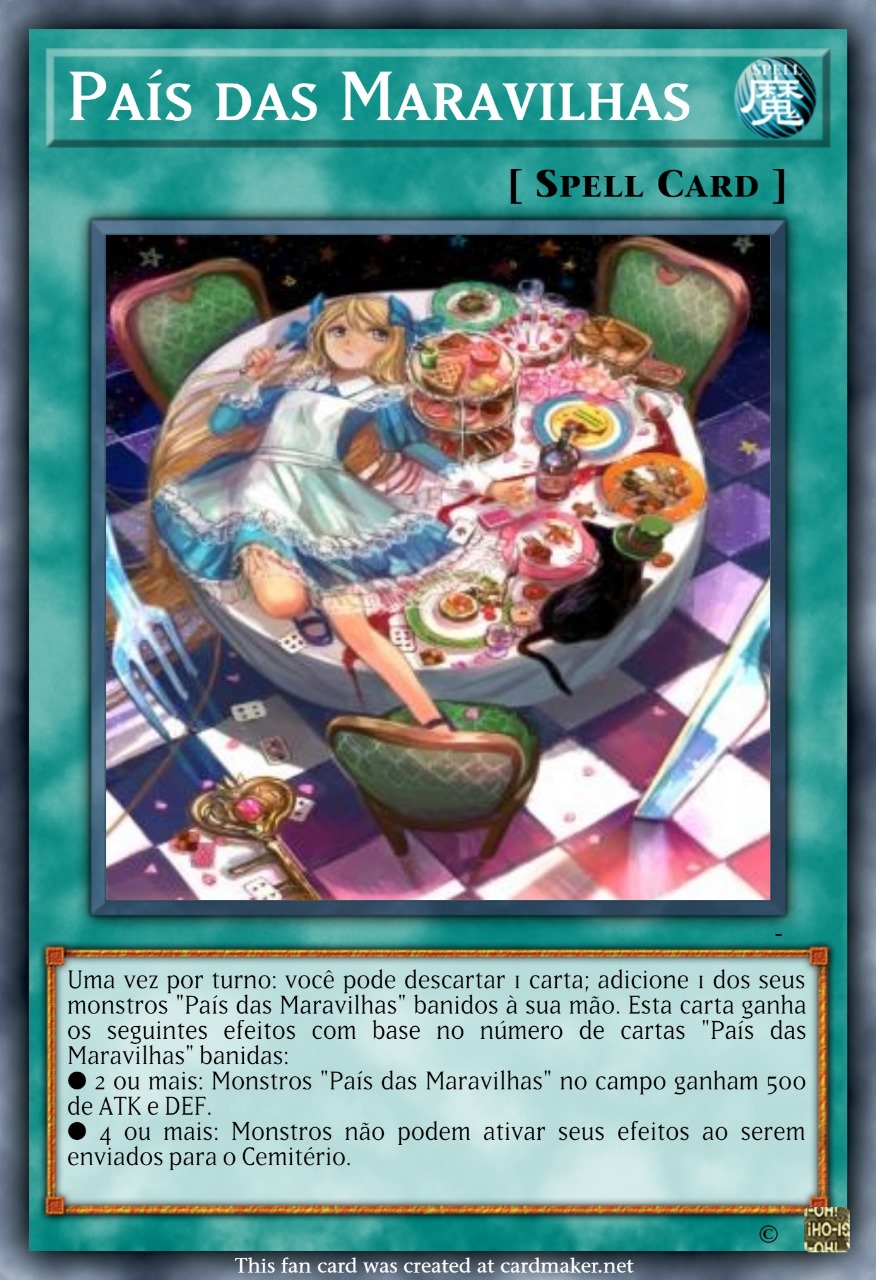 País das Maravilhas
SPELL
魔
[ Spell Card ]
-
Uma vez por turno: você pode descartar 1 carta; adicione 1 dos seus
monstros "País das Maravilhas" banidos à sua mão. Esta carta ganha
os seguintes efeitos com base no número de cartas "País das
Maravilhas" banidas:
● 2 ou mais: Monstros "País das Maravilhas" no campo ganham 500
de ATK e DEF.
● 4 ou mais: Monstros não podem ativar seus efeitos ao serem
enviados para o Cemitério.
©
This fan card was created at cardmaker.net